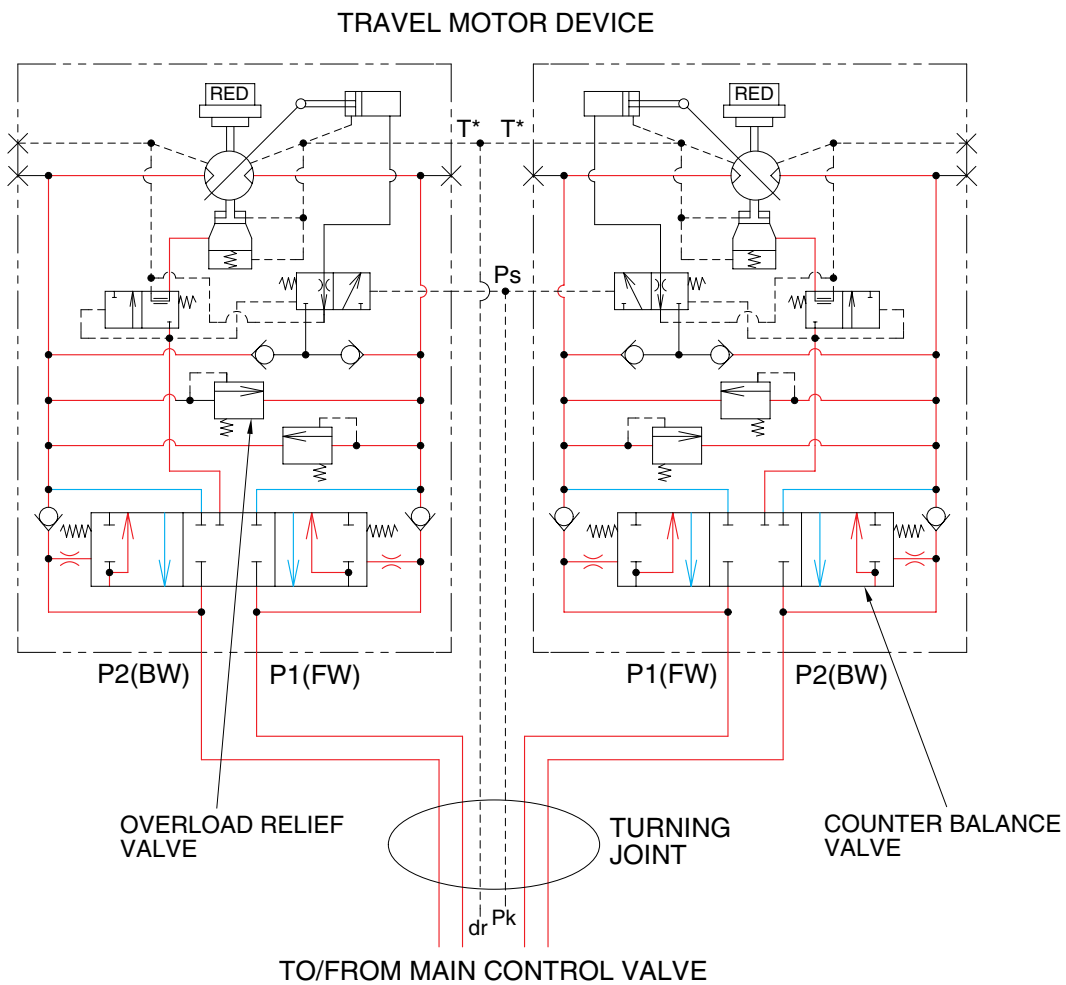 TRAVEL MOTOR DEVICE
RED
RED
T*
T*
Ps
P2(BW)
P1(FW)
P1(FW)
P2(BW)
OVERLOAD RELIEF
VALVE
TURNING
JOINT
COUNTER BALANCE
VALVE
dr
Pk
TO/FROM MAIN CONTROL VALVE